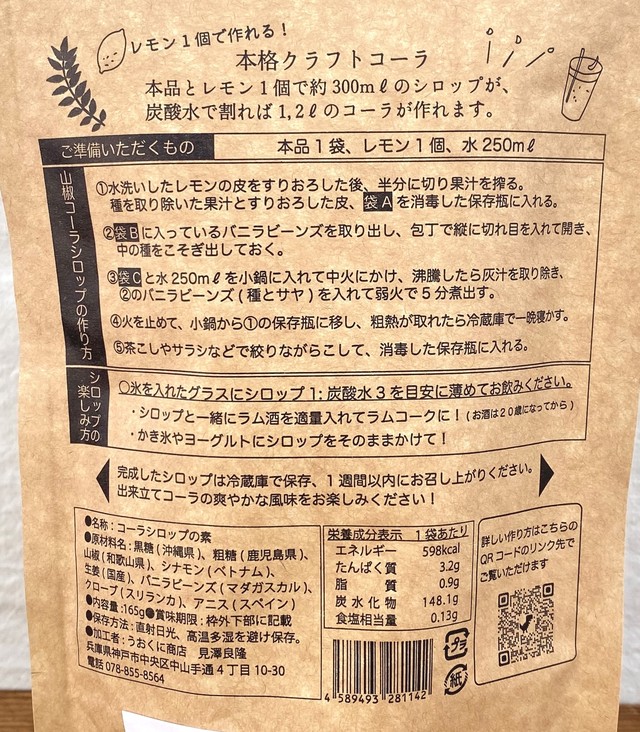 レモン1個で作れる!
本格クラフトコーラ
本品とレモン1個で約300mℓのシロップが、
炭酸水で割れば1,2ℓのコーラが作れます。
ご準備いただくもの
本品1袋、レモン1個、水250mℓ
山椒コーラシロップの作り方
①水洗いしたレモンの皮をすりおろした後、半分に切り果汁を搾る。
種を取り除いた果汁とすりおろした皮、袋Aを消毒した保存瓶に入れる。
②袋Bに入っているバニラビーンズを取り出し、包丁で縦に切れ目を入れて開き、
中の種をこそぎ出しておく。
③袋Cと水250mℓを小鍋に入れて中火にかけ、沸騰したら灰汁を取り除き、
②のバニラビーンズ(種とサヤ)を入れて弱火で5分煮出す。
④火を止めて、小鍋から①の保存瓶に移し、粗熱が取れたら冷蔵庫で一晩寝かす。
⑤茶こしやサラシなどで絞りながらこして、消毒した保存瓶に入れる。
シロップの
楽しみ方
〇氷を入れたグラスにシロップ1:炭酸水3を目安に薄めてお飲みください。
・シロップと一緒にラム酒を適量入れてラムコークに!(お酒は20歳になってから)
・かき氷やヨーグルトにシロップをそのままかけて!
完成したシロップは冷蔵庫で保存、1週間以内にお召し上がりください。
出来立てコーラの爽やかな風味をお楽しみください!
●名称:コーラシロップの素
●原材料名:黒糖(沖縄県)、粗糖(鹿児島県)、
山椒(和歌山県)、シナモン(ベトナム)、
生姜(国産)、バニラビーンズ(マダガスカル)、
クローブ(スリランカ)、アニス(スペイン)
●内容量:165g●賞味期限:枠外下部に記載
●保存方法:直射日光、高温多湿を避け保存。
●加工者:うおくに商店 見澤良隆
兵庫県神戸市中央区中山手通4丁目10-30
電話078-855-8564
栄養成分表示 1袋あたり
エネルギー 598kcal
たんぱく質 3.2g
脂質 0.9g
炭水化物 148.1g
食塩相当量 0.13g
4 589493 281142
プラ
紙
詳しい作り方はこちらの
QRコードのリンク先で
ご覧いただけます